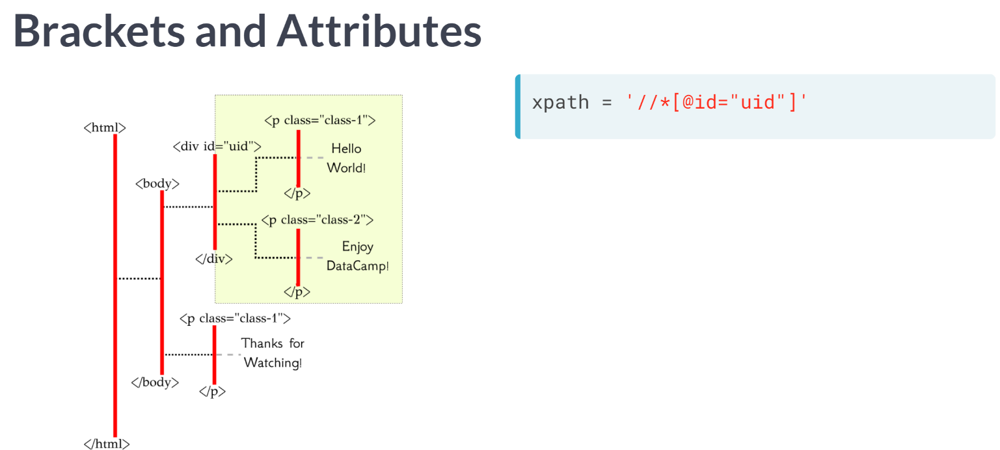 Brackets and Attributes
xpath = '//*[@id="uid"]'
<html>
<body>
<div id="uid">
<p class="class-1">
Hello
World!
</p>
<p class="class-2">
Enjoy
DataCamp!
</p>
</div>
<p class="class-1">
Thanks for
Watching!
</p>
</body>
</html>